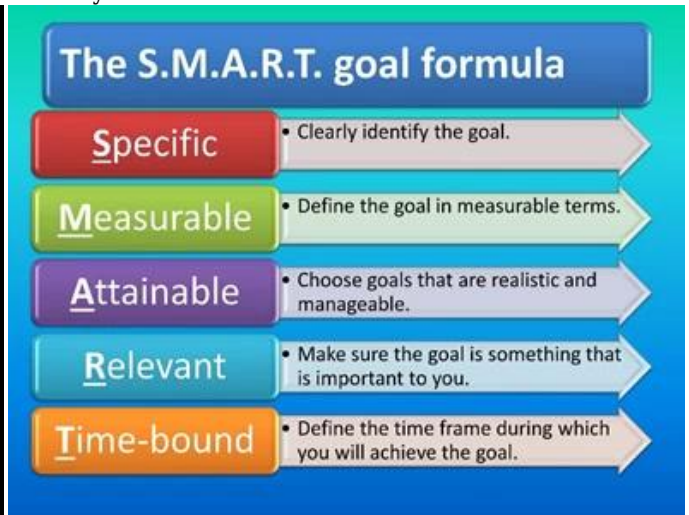 The S.M.A.R.T. goal formula
Specific
• Clearly identify the goal.
Measurable
• Define the goal in measurable terms.
Attainable
• Choose goals that are realistic and
manageable.
Relevant
• Make sure the goal is something that
is important to you.
Time-bound
• Define the time frame during which
you will achieve the goal.